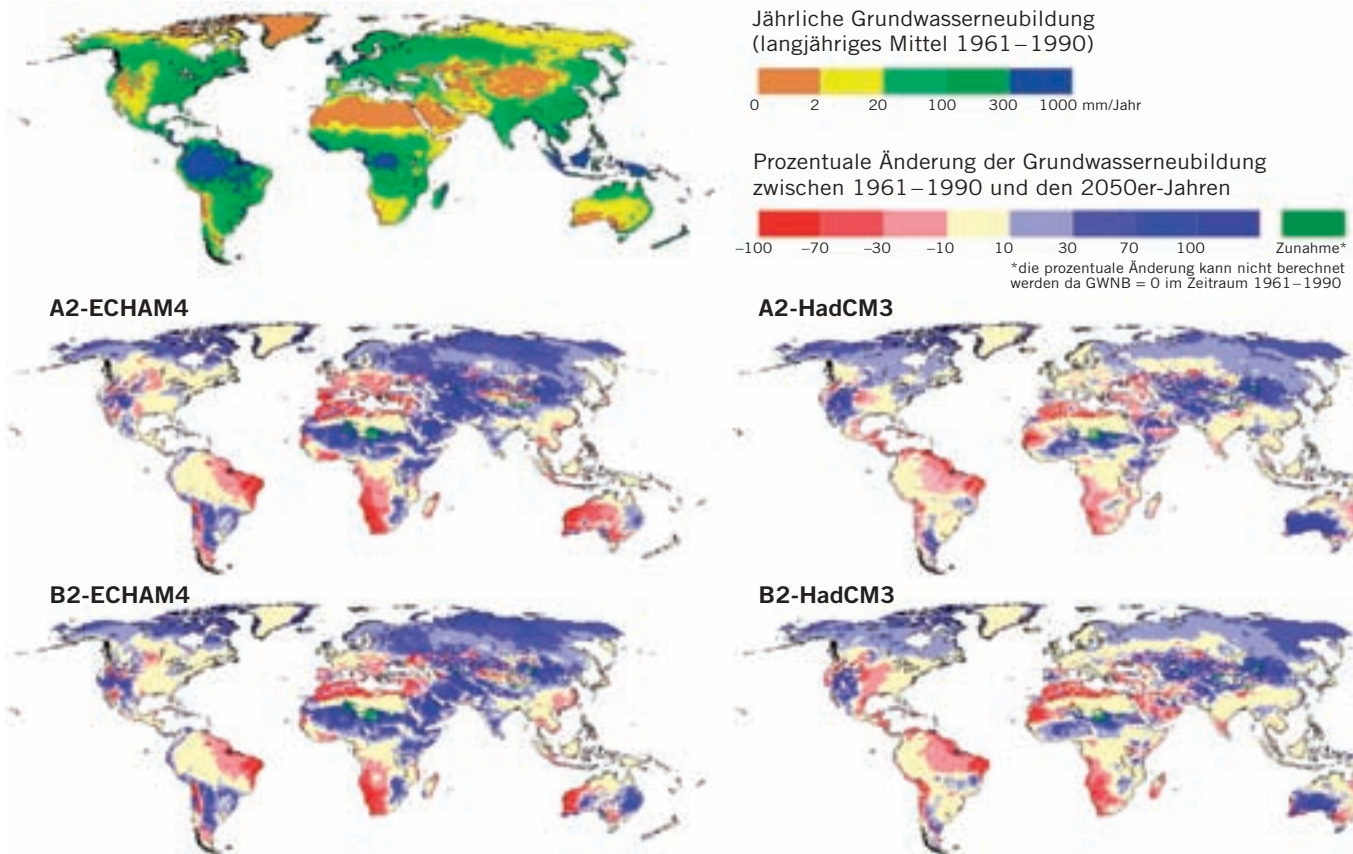 Jährliche Grundwasserneubildung
(langjähriges Mittel 1961–1990)
0 2 20 100 300 1000 mm/Jahr
Prozentuale Änderung der Grundwasserneubildung
zwischen 1961–1990 und den 2050er-Jahren
–100 –70 –30 –10 10 30 70 100 Zunahme*
*die prozentuale Änderung kann nicht berechnet
werden da GWNB = 0 im Zeitraum 1961–1990
A2-ECHAM4
A2-HadCM3
B2-ECHAM4
B2-HadCM3